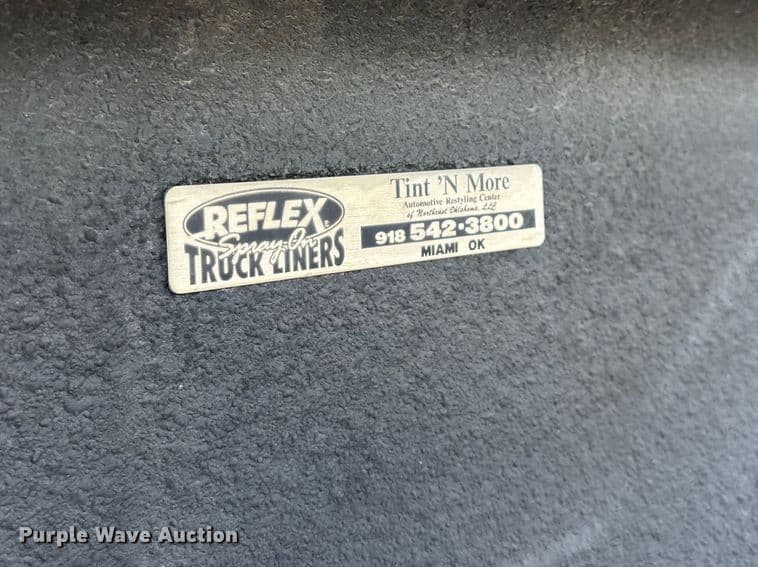 REFLEX
Spray-On
TRUCK LINERS
Tint 'N More
Automotive Restyling Center
of Northeast Oklahoma, LLC
918 542-3800
MIAMI OK
Purple Wave Auction